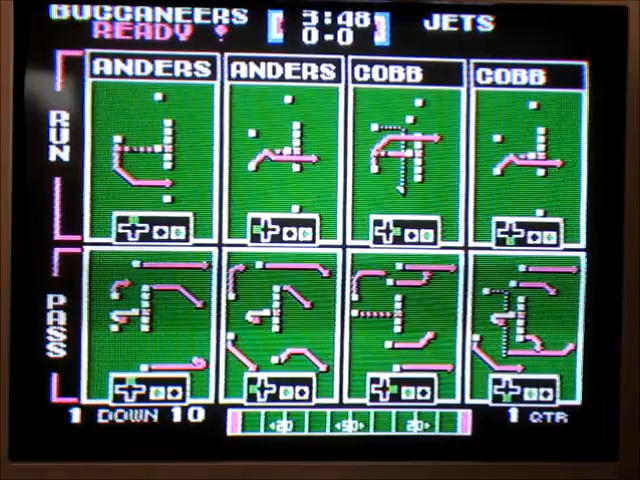 BUCCANEERS 3:48 JETS
READY ! 0-0
ANDERS ANDERS COBB COBB
RUN
PASS
1 DOWN 10 1 QTR
◄20 ◄50► 20►